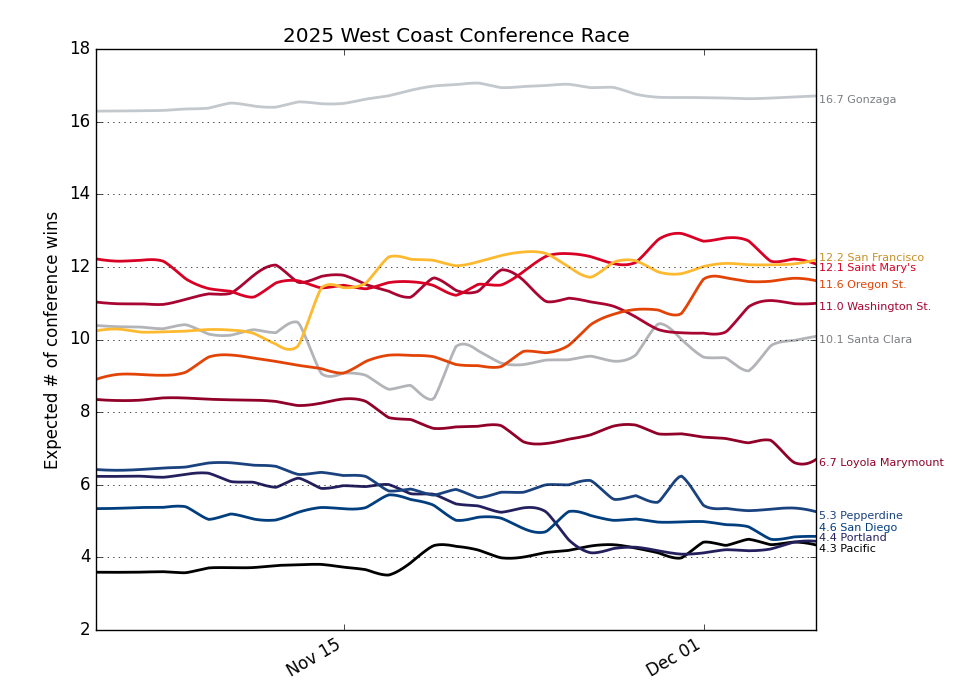 2025 West Coast Conference Race
Expected # of conference wins
18
16
14
12
10
8
6
4
2
Nov 15
Dec 01
16.7 Gonzaga
12.2 San Francisco
12.1 Saint Mary's
11.6 Oregon St.
11.0 Washington St.
10.1 Santa Clara
6.7 Loyola Marymount
5.3 Pepperdine
4.6 San Diego
4.4 Portland
4.3 Pacific